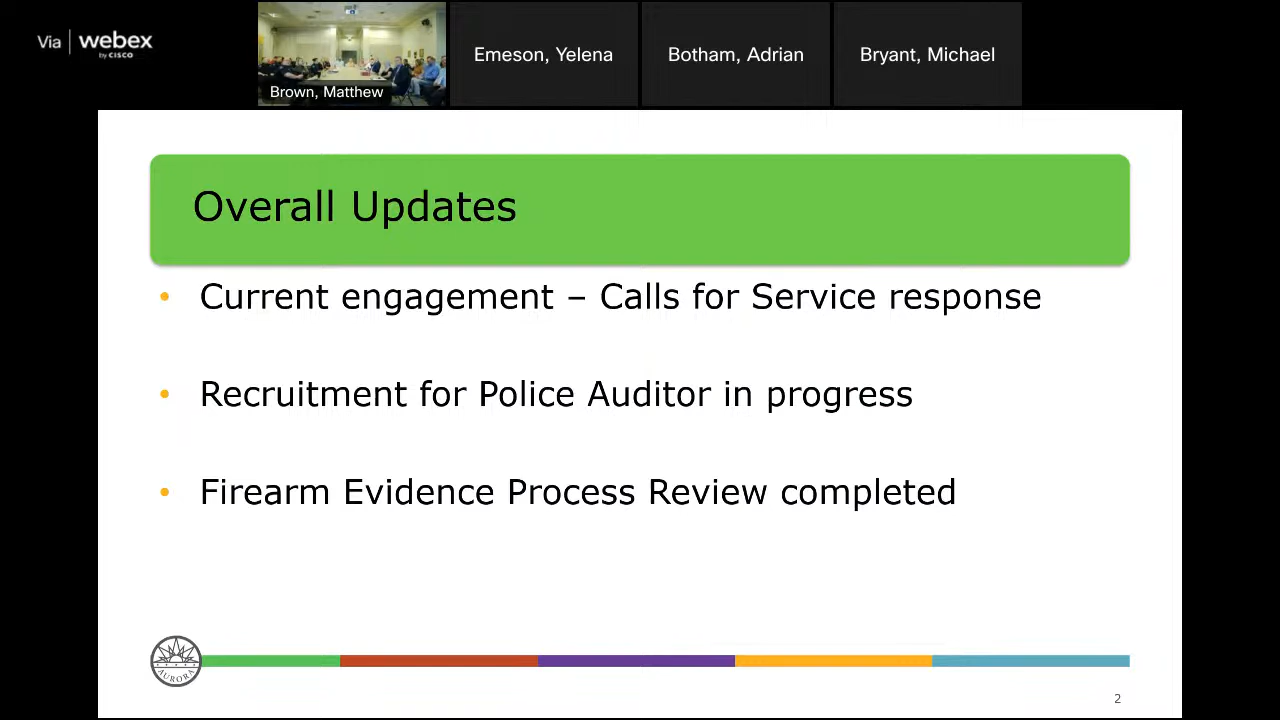 Via
webex
by CISCO
Brown, Matthew
Emeson, Yelena
Botham, Adrian
Bryant, Michael
Overall Updates
• Current engagement – Calls for Service response
• Recruitment for Police Auditor in progress
• Firearm Evidence Process Review completed
AURORA
2